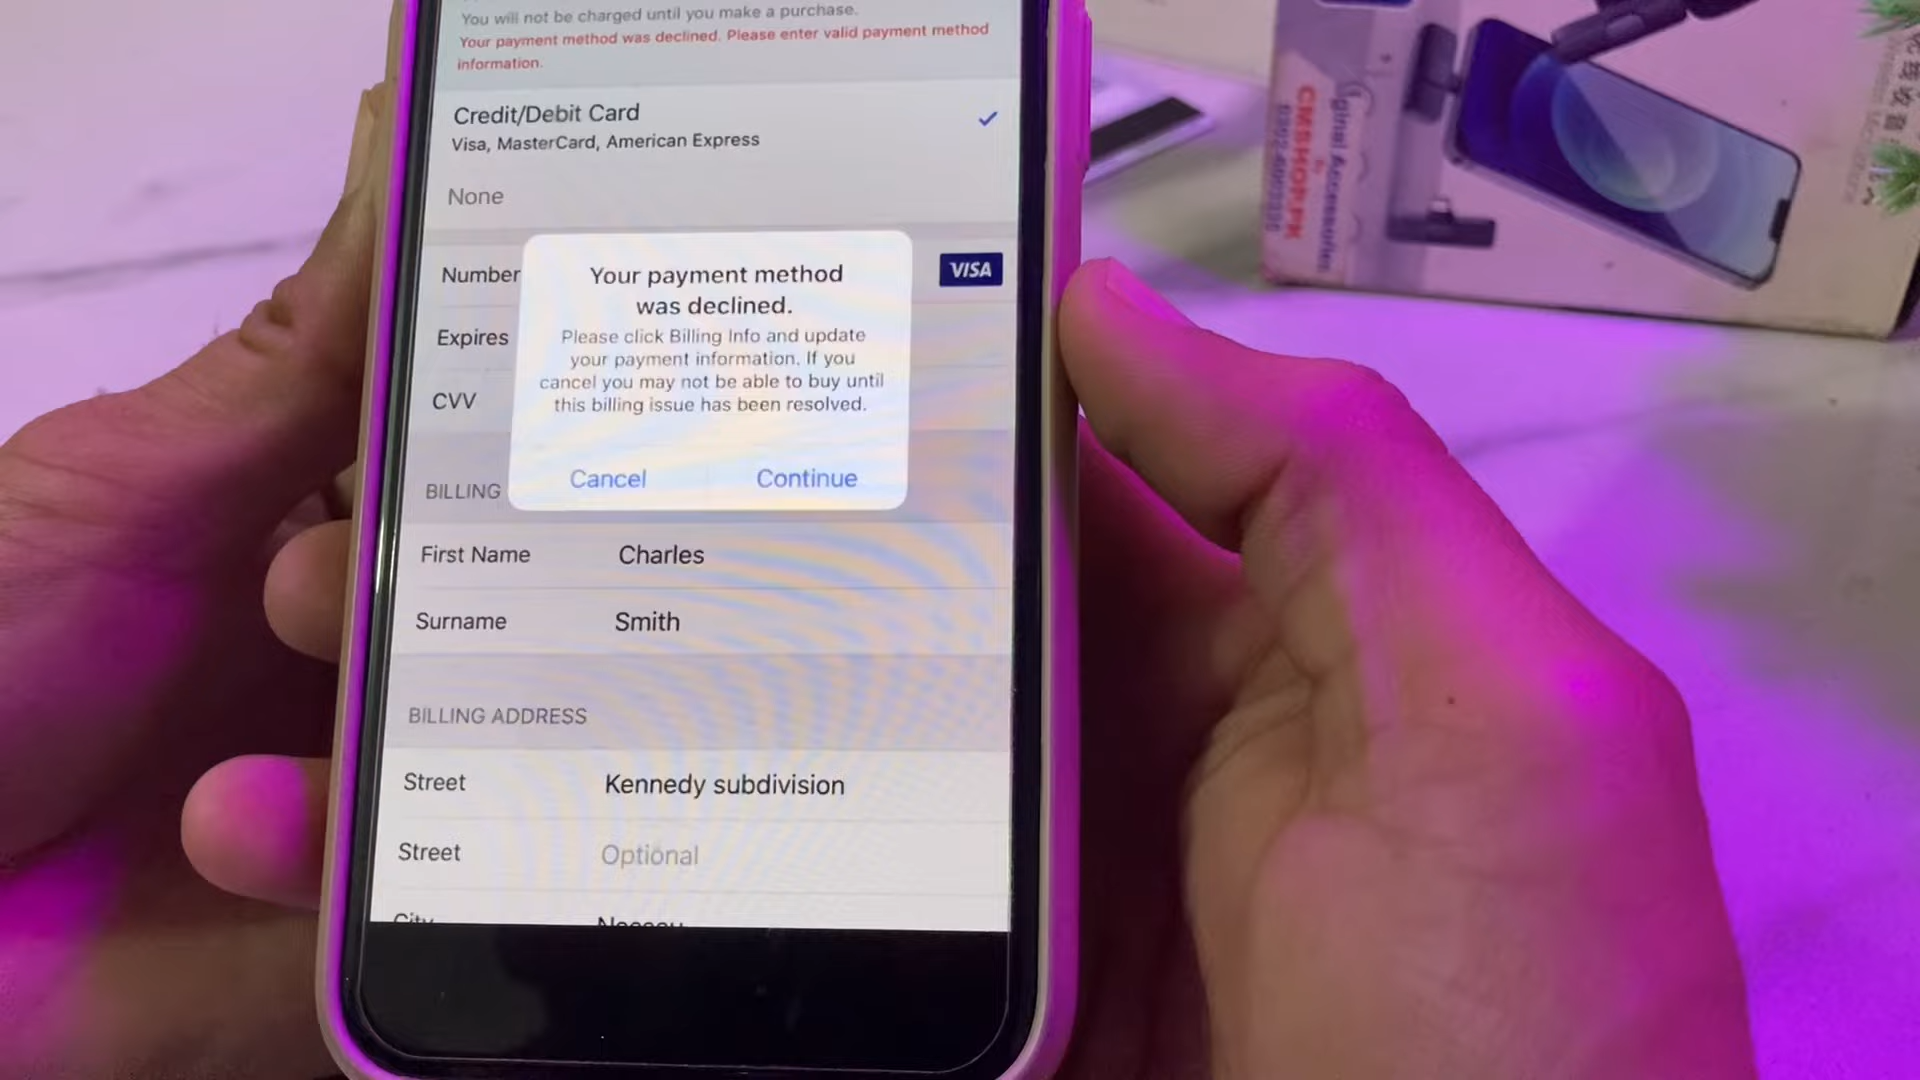 You will not be charged until you make a purchase.
Your payment method was declined. Please enter valid payment method
information.
Credit/Debit Card
Visa, MasterCard, American Express
None
Number
VISA
Expires
CVV
Your payment method
was declined.
Please click Billing Info and update
your payment information. If you
cancel you may not be able to buy until
this billing issue has been resolved.
Cancel
Continue
BILLING
First Name
Charles
Surname
Smith
BILLING ADDRESS
Street
Kennedy subdivision
Street
Optional
City
Nassau
CMSHOP.PK